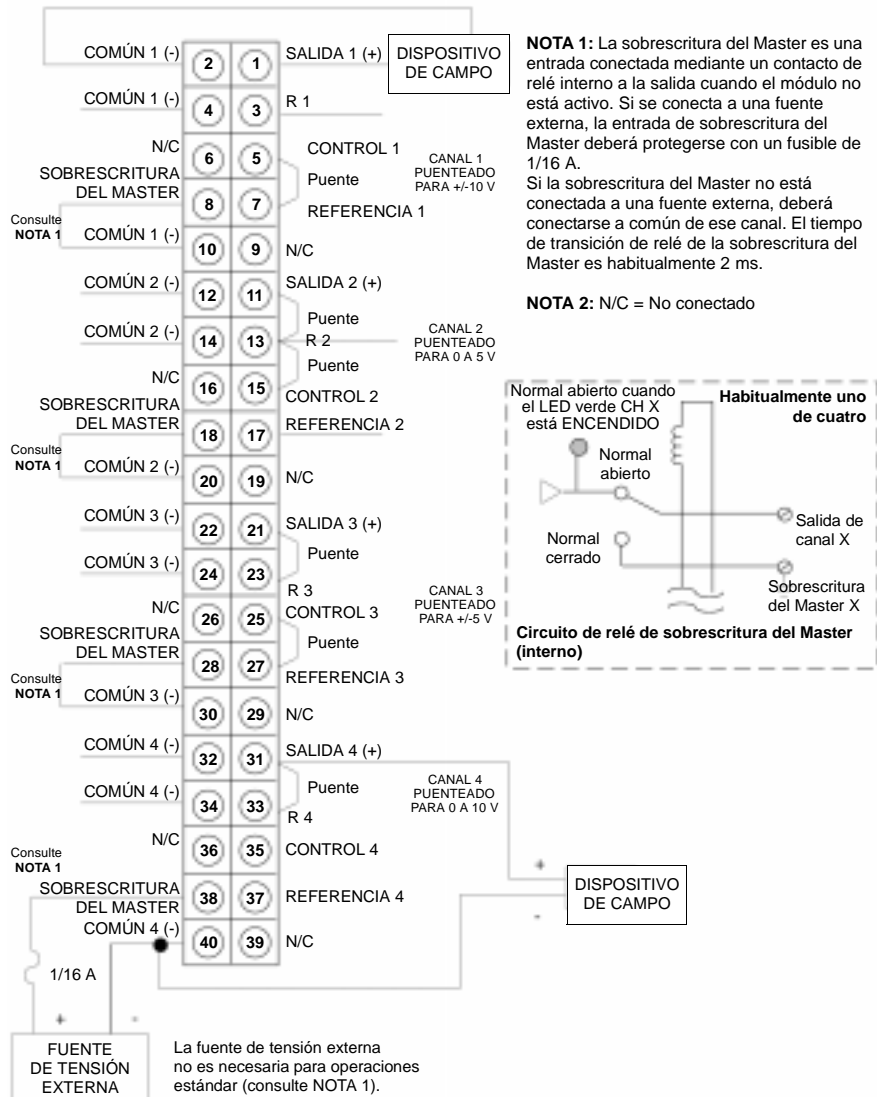 COMÚN 1 (-)
2
1
SALIDA 1 (+)
DISPOSITIVO
DE CAMPO
COMÚN 1 (-)
4
3
R 1
N/C
6
5
CONTROL 1
Puente
CANAL 1
PUENTEADO
PARA +/-10 V
SOBRESCRITURA
DEL MASTER
8
7
REFERENCIA 1
Consulte
NOTA 1
COMÚN 1 (-)
10
9
N/C
COMÚN 2 (-)
12
11
SALIDA 2 (+)
Puente
COMÚN 2 (-)
14
13
R 2
CANAL 2
PUENTEADO
PARA 0 A 5 V
Puente
N/C
16
15
CONTROL 2
SOBRESCRITURA
DEL MASTER
18
17
REFERENCIA 2
Consulte
NOTA 1
COMÚN 2 (-)
20
19
N/C
COMÚN 3 (-)
22
21
SALIDA 3 (+)
Puente
COMÚN 3 (-)
24
23
R 3
N/C
26
25
CONTROL 3
CANAL 3
PUENTEADO
PARA +/-5 V
Puente
SOBRESCRITURA
DEL MASTER
28
27
REFERENCIA 3
Consulte
NOTA 1
COMÚN 3 (-)
30
29
N/C
COMÚN 4 (-)
32
31
SALIDA 4 (+)
Puente
CANAL 4
PUENTEADO
PARA 0 A 10 V
COMÚN 4 (-)
34
33
R 4
N/C
36
35
CONTROL 4
Consulte
NOTA 1
SOBRESCRITURA
DEL MASTER
38
37
REFERENCIA 4
COMÚN 4 (-)
40
39
N/C
+
-
DISPOSITIVO
DE CAMPO
1/16 A
+
-
FUENTE
DE TENSIÓN
EXTERNA
La fuente de tensión externa
no es necesaria para operaciones
estándar (consulte NOTA 1).
NOTA 1: La sobrescritura del Master es una
entrada conectada mediante un contacto de
relé interno a la salida cuando el módulo no
está activo. Si se conecta a una fuente
externa, la entrada de sobrescritura del
Master deberá protegerse con un fusible de
1/16 A.
Si la sobrescritura del Master no está
conectada a una fuente externa, deberá
conectarse a común de ese canal. El tiempo
de transición de relé de la sobrescritura del
Master es habitualmente 2 ms.
NOTA 2: N/C = No conectado
Normal abierto cuando
el LED verde CH X
está ENCENDIDO
Habitualmente uno
de cuatro
Normal
abierto
Salida de
canal X
Normal
cerrado
Sobrescritura
del Master X
Circuito de relé de sobrescritura del Master
(interno)